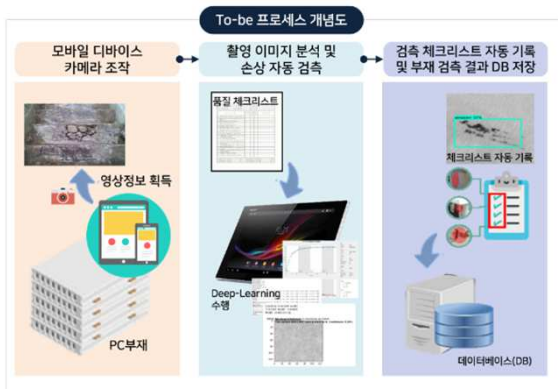 To-be 프로세스 개념도
모바일 디바이스
카메라 조작
촬영 이미지 분석 및
손상 자동 검측
검측 체크리스트 자동 기록
및 부재 검측 결과 DB 저장
영상정보 획득
PC부재
품질 체크리스트
Deep-Learning
수행
체크리스트 자동 기록
데이터베이스(DB)